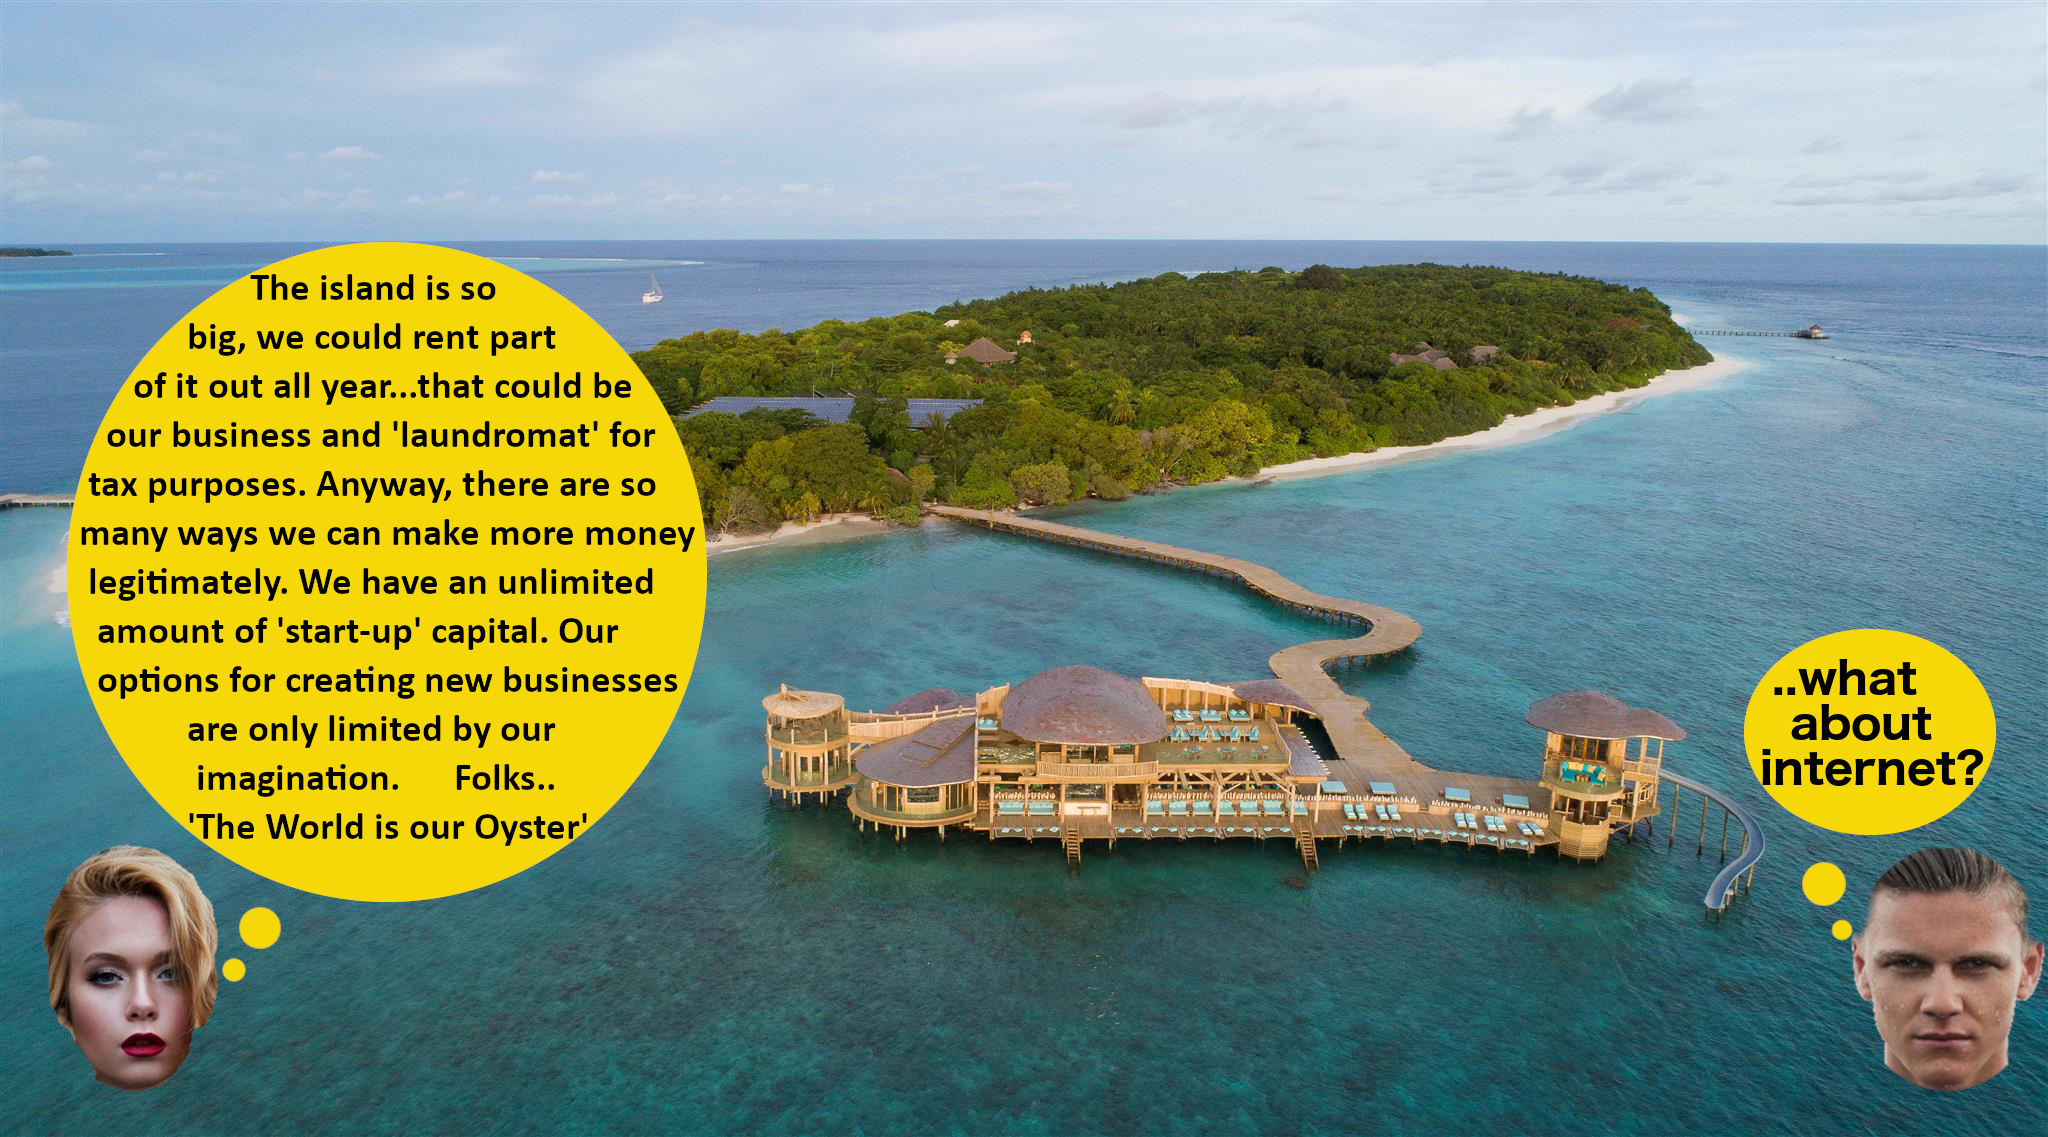 The island is so
big, we could rent part
of it out all year...that could be
our business and 'laundromat' for
tax purposes. Anyway, there are so
many ways we can make more money
legitimately. We have an unlimited
amount of 'start-up' capital. Our
options for creating new businesses
are only limited by our
imagination. Folks..
'The World is our Oyster'
..what
about
internet?